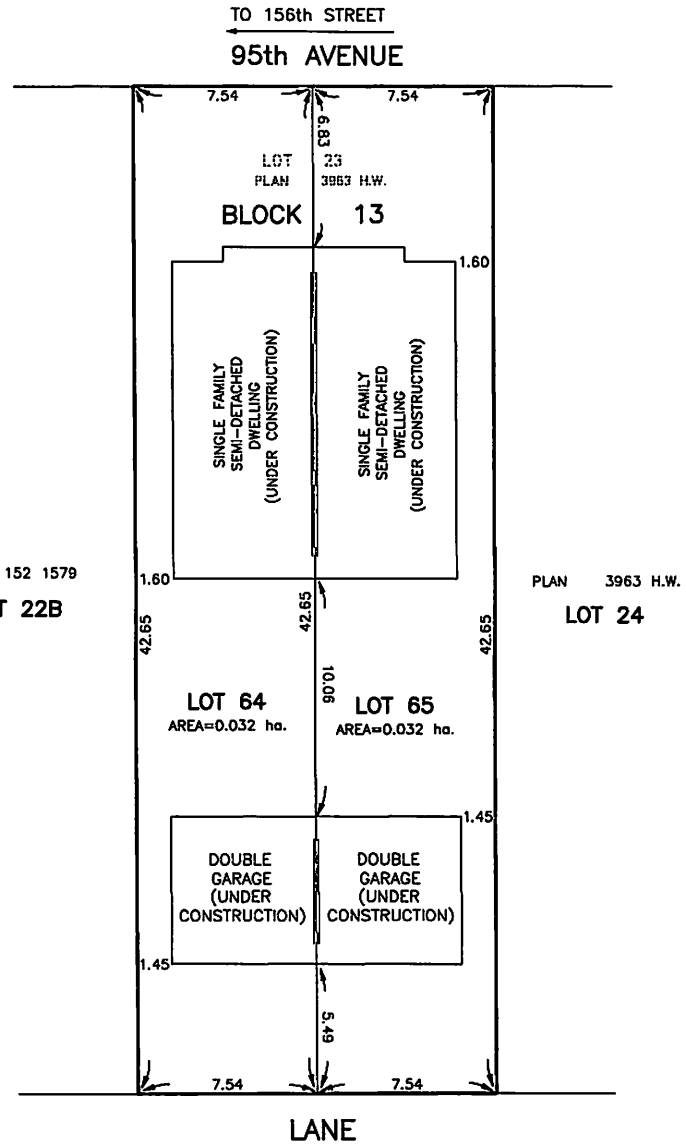 TO 156th STREET
95th AVENUE
7.54
7.54
6.83
LOT 23
PLAN 3963 H.W.
BLOCK 13
1.60
SINGLE FAMILY
SEMI-DETACHED
DWELLING
(UNDER CONSTRUCTION)
SINGLE FAMILY
SEMI-DETACHED
DWELLING
(UNDER CONSTRUCTION)
152 1579
T 22B
1.60
42.65
42.65
42.65
PLAN 3963 H.W.
LOT 24
10.06
LOT 64
AREA=0.032 ha.
LOT 65
AREA=0.032 ha.
1.45
DOUBLE
GARAGE
(UNDER
CONSTRUCTION)
DOUBLE
GARAGE
(UNDER
CONSTRUCTION)
1.45
5.49
7.54
7.54
LANE